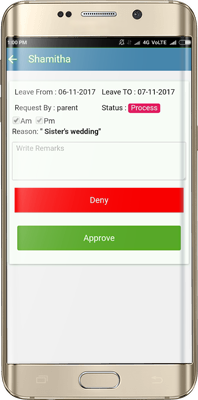 1:00 PM 4G VoLTE
Shamitha
Leave From : 06-11-2017 Leave TO : 07-11-2017
Request By : parent Status : Process
Am Pm
Reason: " Sister's wedding"
Write Remarks
Deny
Approve